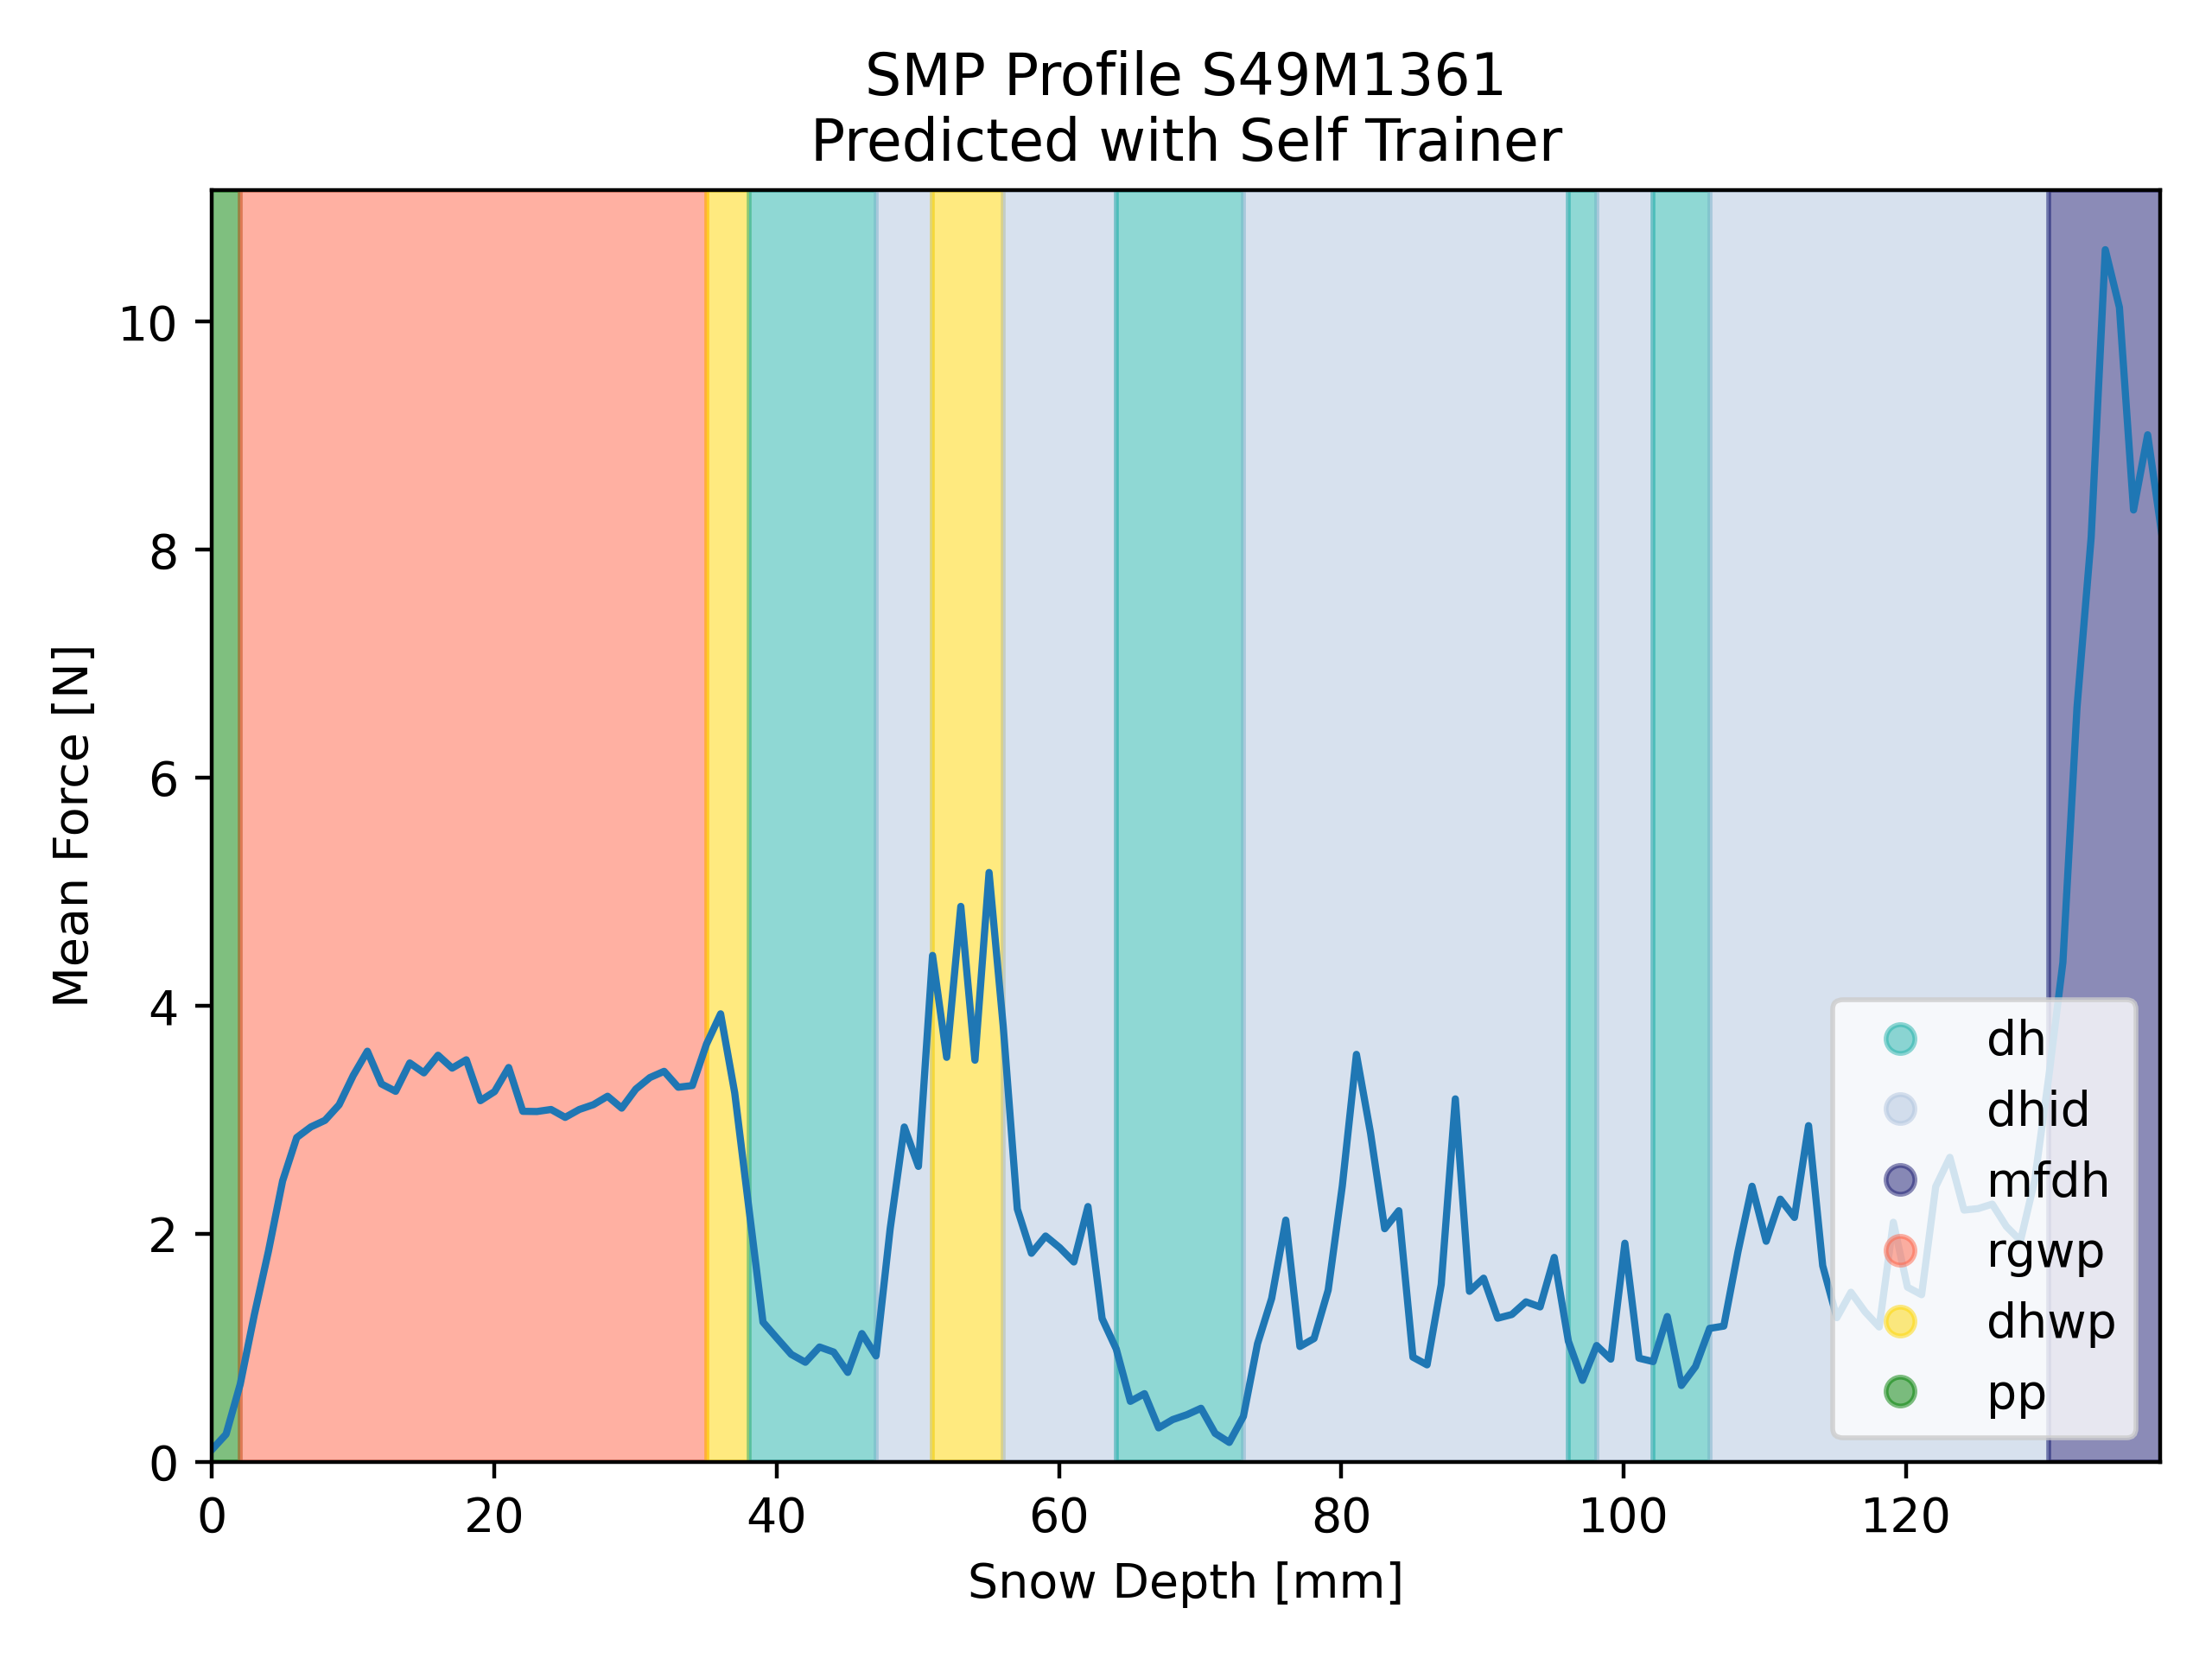 SMP Profile S49M1361
Predicted with Self Trainer
Mean Force [N]
10
8
6
4
2
0
0 20 40 60 80 100 120
Snow Depth [mm]
dh
dhid
mfdh
rgwp
dhwp
pp